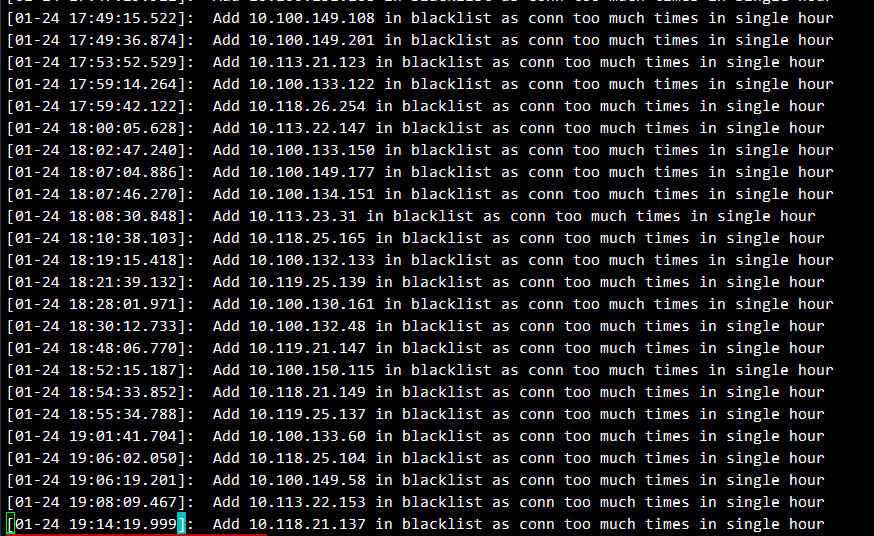 [01-24 17:49:15.522]:  Add 10.100.149.108 in blacklist as conn too much times in single hour
[01-24 17:49:36.874]:  Add 10.100.149.201 in blacklist as conn too much times in single hour
[01-24 17:53:52.529]:  Add 10.113.21.123 in blacklist as conn too much times in single hour
[01-24 17:59:14.264]:  Add 10.100.133.122 in blacklist as conn too much times in single hour
[01-24 17:59:42.122]:  Add 10.118.26.254 in blacklist as conn too much times in single hour
[01-24 18:00:05.628]:  Add 10.113.22.147 in blacklist as conn too much times in single hour
[01-24 18:02:47.240]:  Add 10.100.133.150 in blacklist as conn too much times in single hour
[01-24 18:07:04.886]:  Add 10.100.149.177 in blacklist as conn too much times in single hour
[01-24 18:07:46.270]:  Add 10.100.134.151 in blacklist as conn too much times in single hour
[01-24 18:08:30.848]:  Add 10.113.23.31 in blacklist as conn too much times in single hour
[01-24 18:10:38.103]:  Add 10.118.25.165 in blacklist as conn too much times in single hour
[01-24 18:19:15.418]:  Add 10.100.132.133 in blacklist as conn too much times in single hour
[01-24 18:21:39.132]:  Add 10.119.25.139 in blacklist as conn too much times in single hour
[01-24 18:28:01.971]:  Add 10.100.130.161 in blacklist as conn too much times in single hour
[01-24 18:30:12.733]:  Add 10.100.132.48 in blacklist as conn too much times in single hour
[01-24 18:48:06.770]:  Add 10.119.21.147 in blacklist as conn too much times in single hour
[01-24 18:52:15.187]:  Add 10.100.150.115 in blacklist as conn too much times in single hour
[01-24 18:54:33.852]:  Add 10.118.21.149 in blacklist as conn too much times in single hour
[01-24 18:55:34.788]:  Add 10.119.25.137 in blacklist as conn too much times in single hour
[01-24 19:01:41.704]:  Add 10.100.133.60 in blacklist as conn too much times in single hour
[01-24 19:06:02.050]:  Add 10.118.25.104 in blacklist as conn too much times in single hour
[01-24 19:06:19.201]:  Add 10.100.149.58 in blacklist as conn too much times in single hour
[01-24 19:08:09.467]:  Add 10.113.22.153 in blacklist as conn too much times in single hour
[01-24 19:14:19.999]:  Add 10.118.21.137 in blacklist as conn too much times in single hour